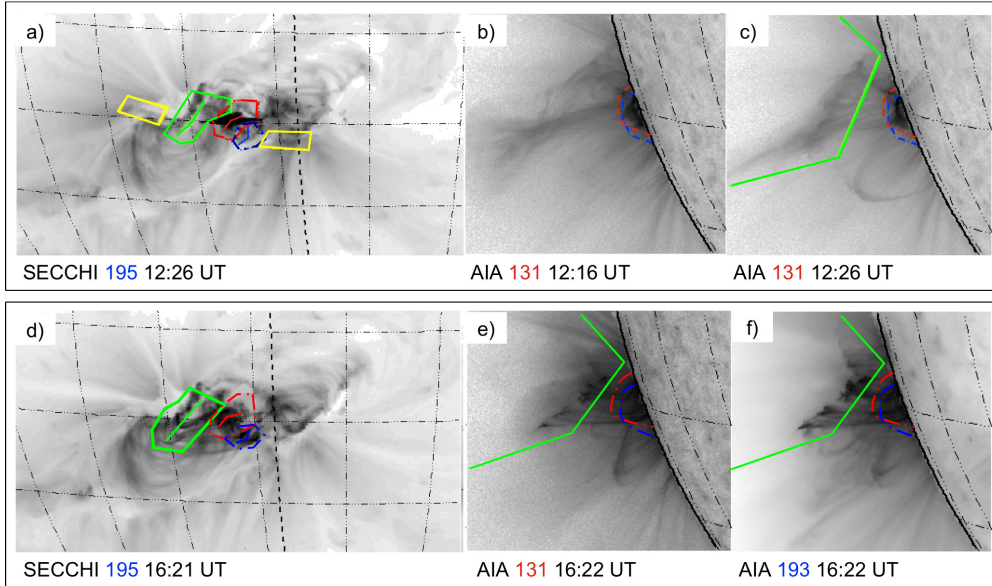 a)
b)
c)
SECCHI 195 12:26 UT
AIA 131 12:16 UT
AIA 131 12:26 UT
d)
e)
f)
SECCHI 195 16:21 UT
AIA 131 16:22 UT
AIA 193 16:22 UT